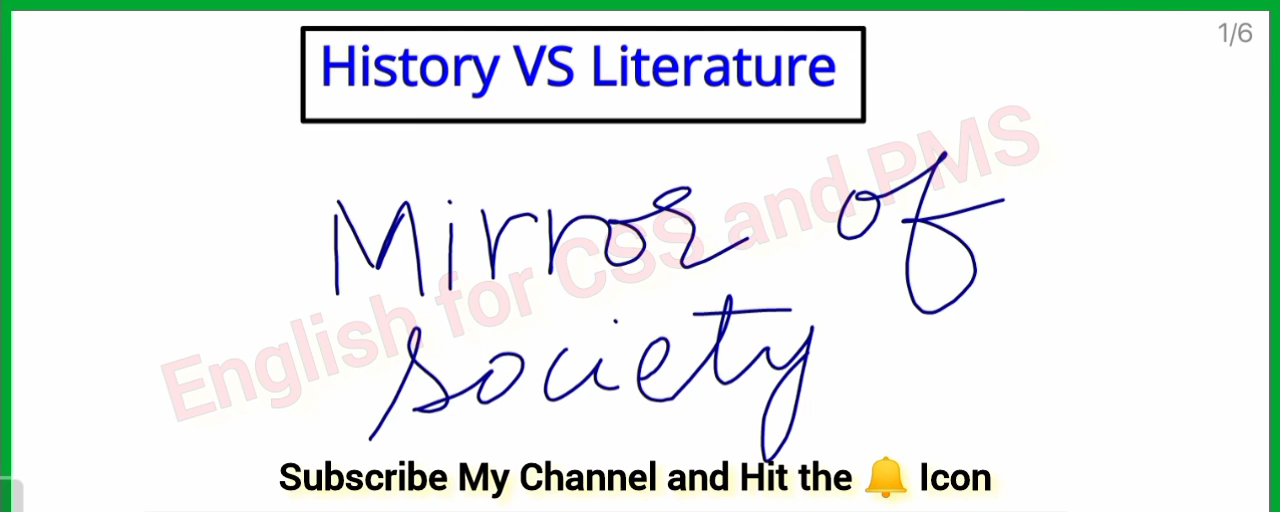 1/6
History VS Literature
Mirror of
society
English for CSS and PMS
Subscribe My Channel and Hit the 🔔 Icon